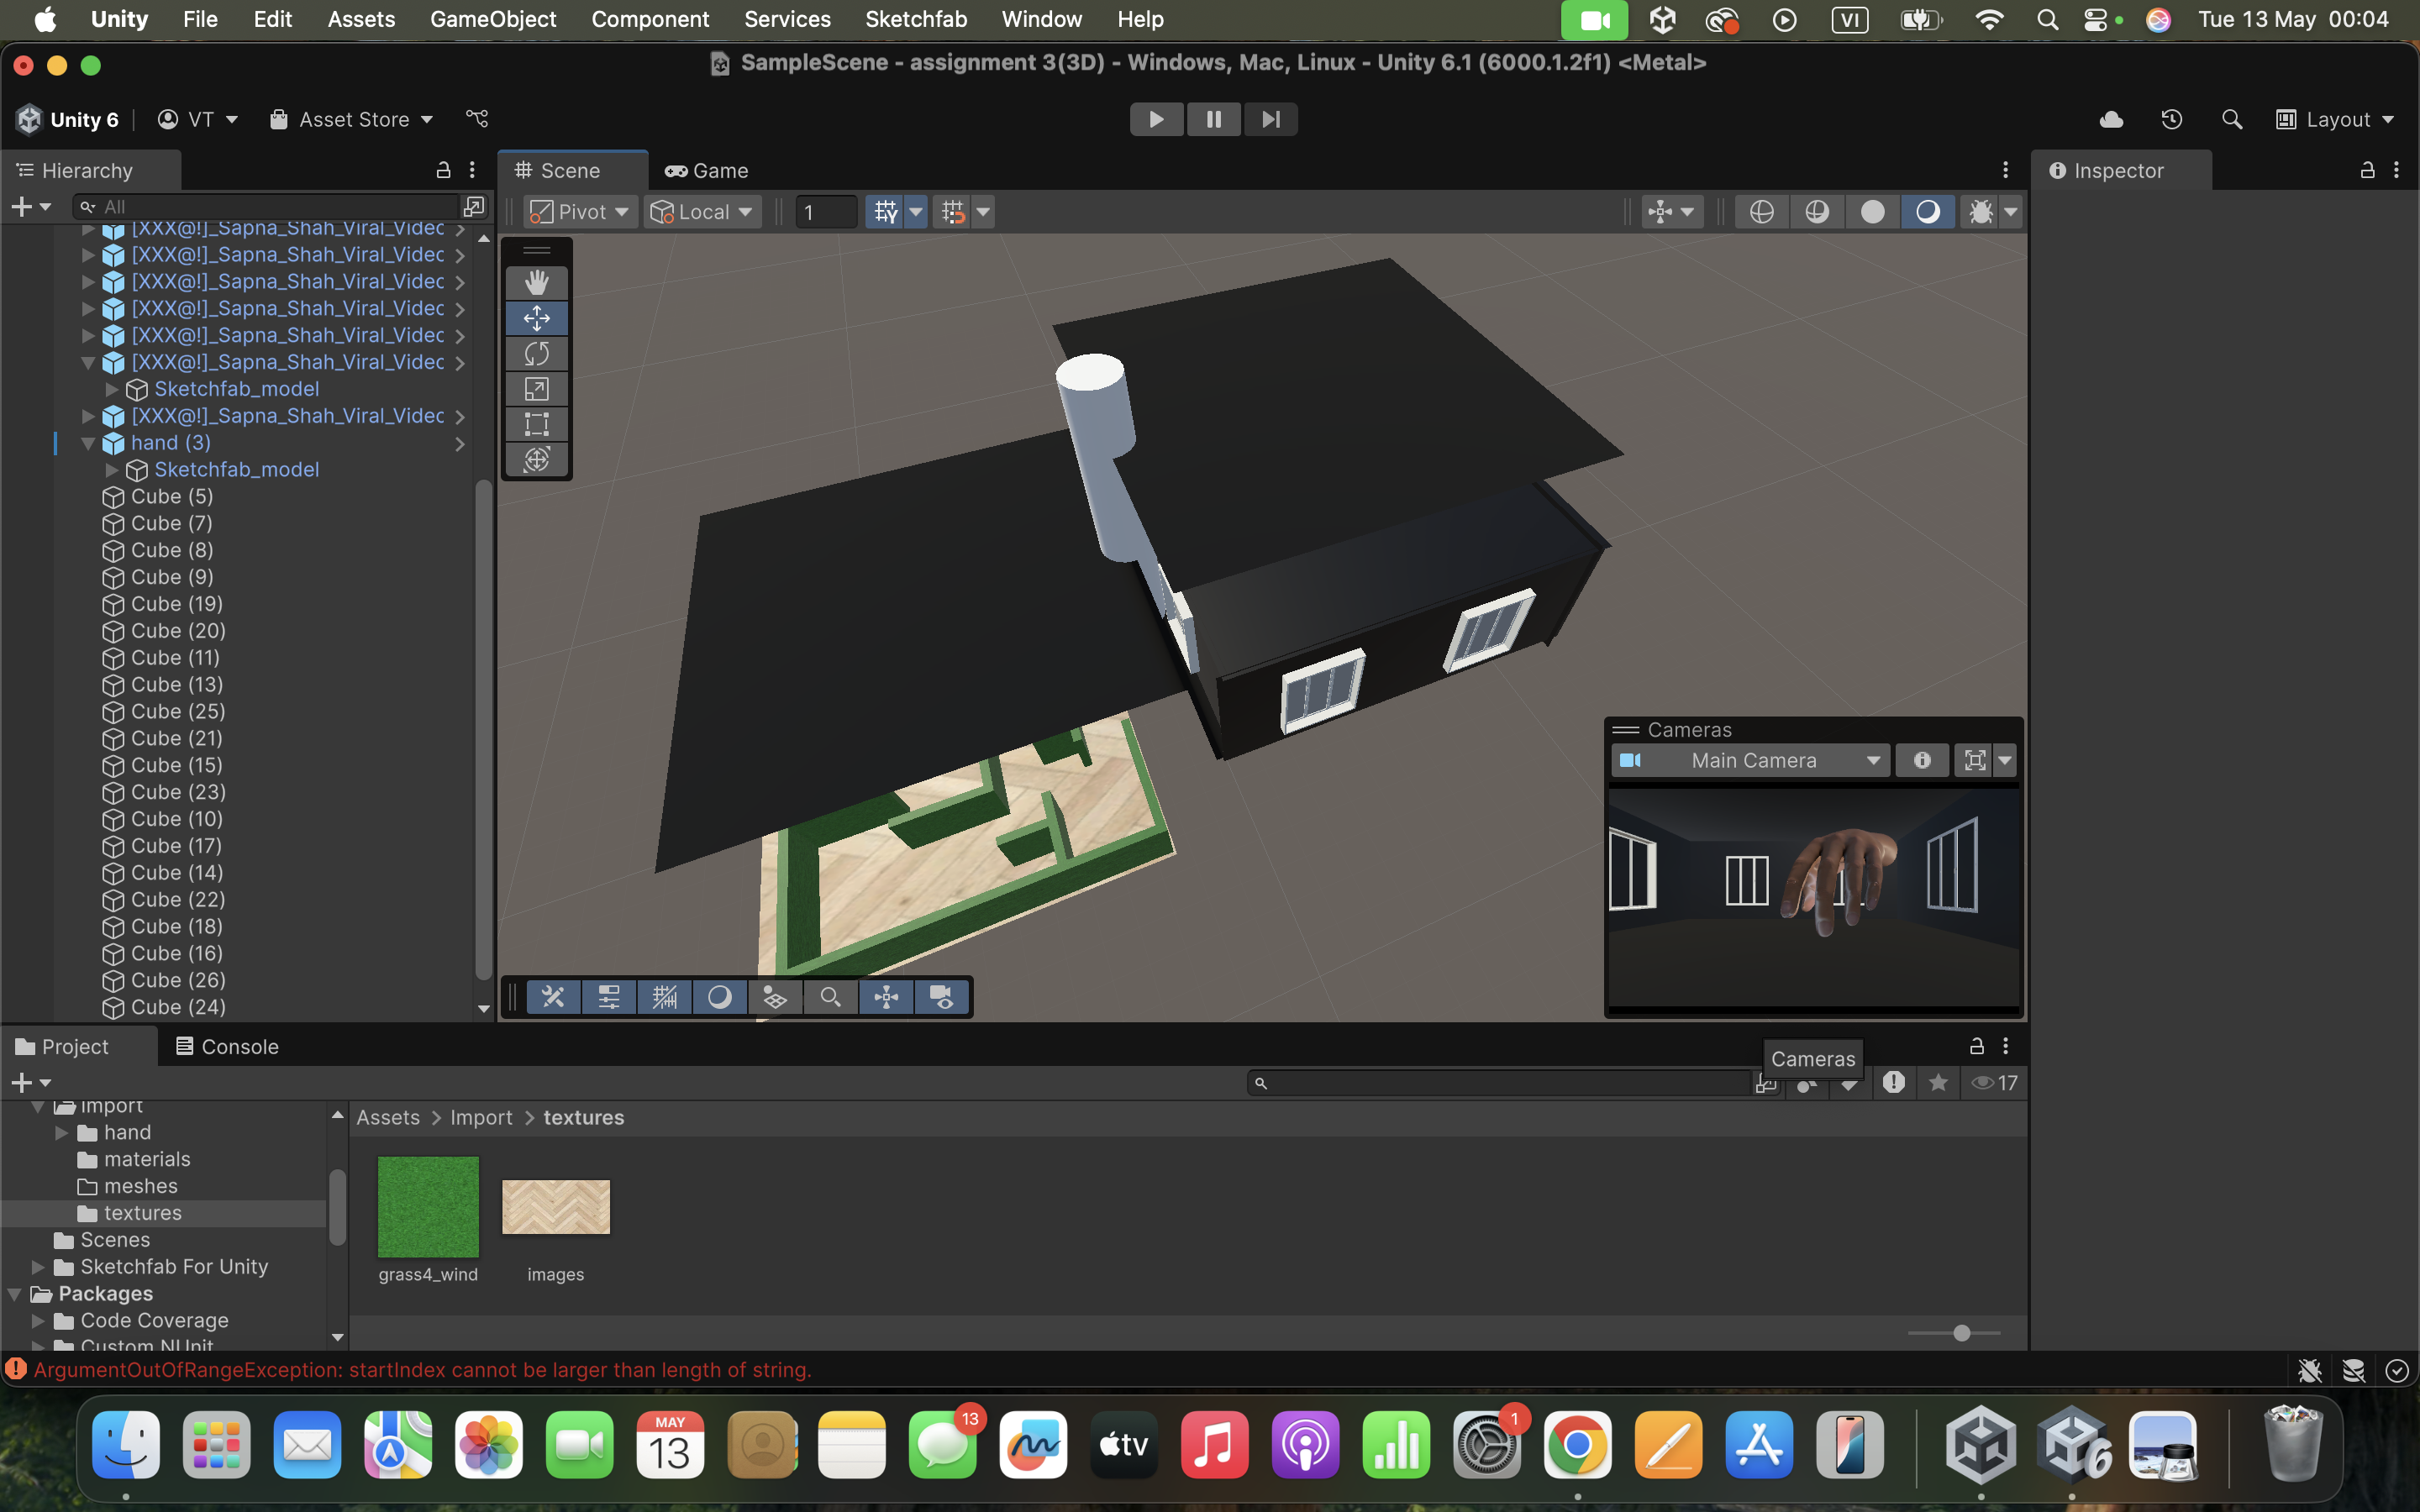 Unity File Edit Assets GameObject Component Services Sketchfab Window Help VI Tue 13 May 00:04
SampleScene - assignment 3(3D) - Windows, Mac, Linux - Unity 6.1 (6000.1.2f1) <Metal>
Unity 6 VT Asset Store Layout
Hierarchy Scene Game Inspector
All Pivot Local 1
[XXX@!]_Sapna_Shah_Viral_Videc
[XXX@!]_Sapna_Shah_Viral_Videc
[XXX@!]_Sapna_Shah_Viral_Videc
[XXX@!]_Sapna_Shah_Viral_Videc
[XXX@!]_Sapna_Shah_Viral_Videc
[XXX@!]_Sapna_Shah_Viral_Videc
Sketchfab_model
[XXX@!]_Sapna_Shah_Viral_Videc
hand (3)
Sketchfab_model
Cube (5)
Cube (7)
Cube (8)
Cube (9)
Cube (19)
Cube (20)
Cube (11)
Cube (13)
Cube (25)
Cube (21)
Cube (15)
Cube (23)
Cube (10)
Cube (17)
Cube (14)
Cube (22)
Cube (18)
Cube (16)
Cube (26)
Cube (24)
Cameras
Main Camera
Project Console
Cameras
17
Import
hand
materials
meshes
textures
Scenes
Sketchfab For Unity
Packages
Code Coverage
Custom NUnit
Assets > Import > textures
grass4_wind images
ArgumentOutOfRangeException: startIndex cannot be larger than length of string.
MAY
13
13
tv
1
6